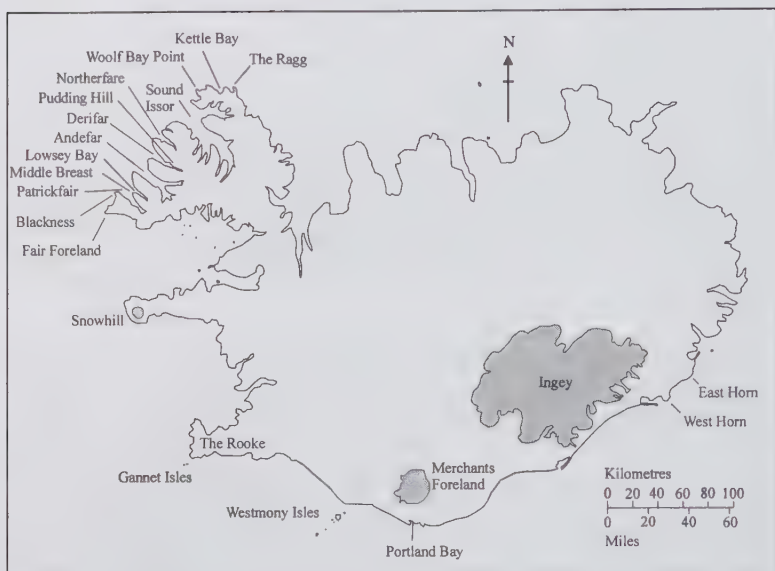 Kettle Bay
Woolf Bay Point
The Ragg
N
Northerfare
Sound
Issor
Pudding Hill
Derifar
Andefar
Lowsey Bay
Middle Breast
Patrickfair
Blackness
Fair Foreland
Snowhill
Ingey
East Horn
West Horn
The Rooke
Gannet Isles
Merchants
Foreland
Westmony Isles
Portland Bay
Kilometres
0 20 40 60 80 100
0 20 40 60
Miles